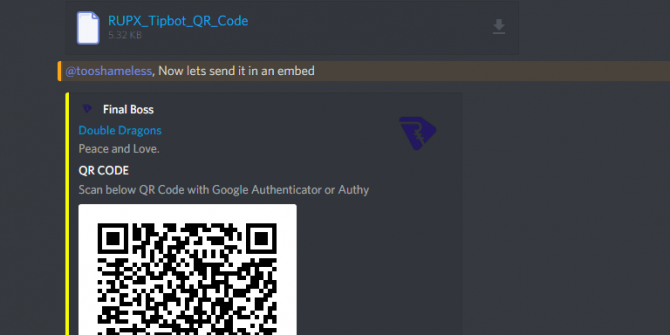 RUPX_Tipbot_QR_Code
5.32 KB
@tooshameless, Now lets send it in an embed
Final Boss
Double Dragons
Peace and Love.
QR CODE
Scan below QR Code with Google Authenticator or Authy